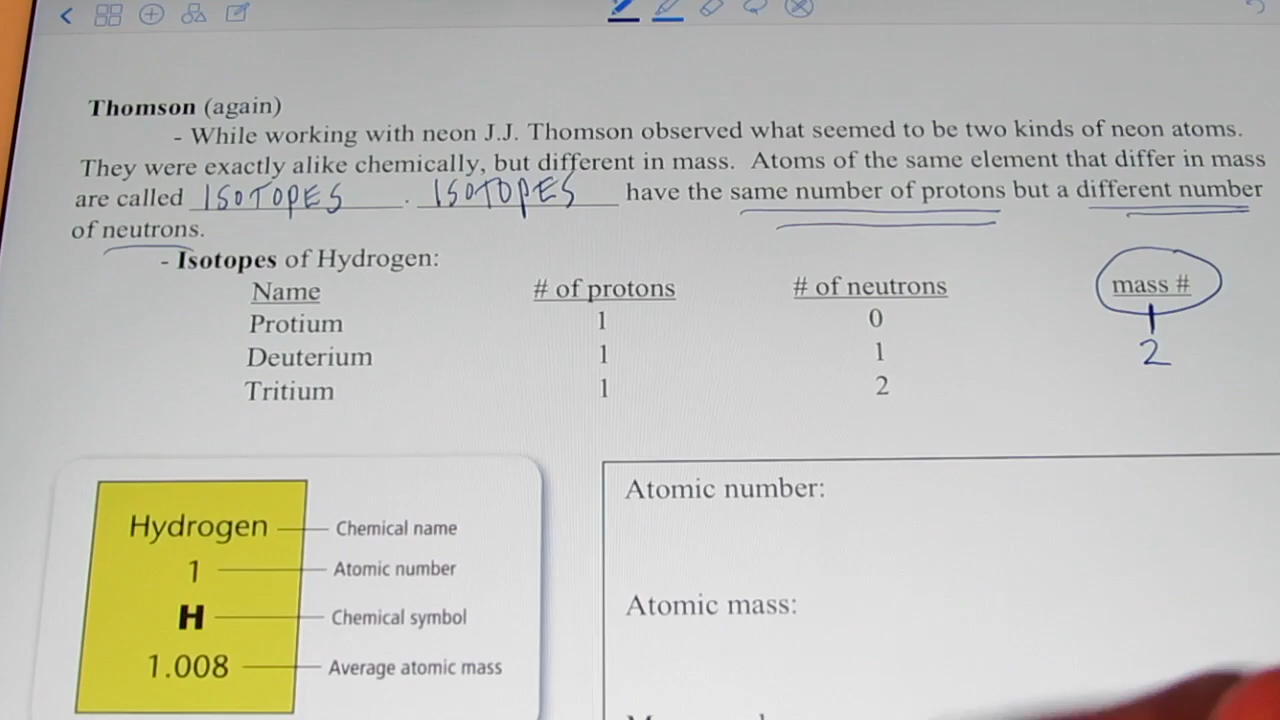 Thomson (again)
- While working with neon J.J. Thomson observed what seemed to be two kinds of neon atoms.
They were exactly alike chemically, but different in mass. Atoms of the same element that differ in mass
are called ISOTOPES . ISOTOPES have the same number of protons but a different number
of neutrons.
- Isotopes of Hydrogen:
Name # of protons # of neutrons mass #
Protium 1 0 1
Deuterium 1 1 2
Tritium 1 2
Hydrogen Chemical name
1 Atomic number
H Chemical symbol
1.008 Average atomic mass
Atomic number:
Atomic mass: